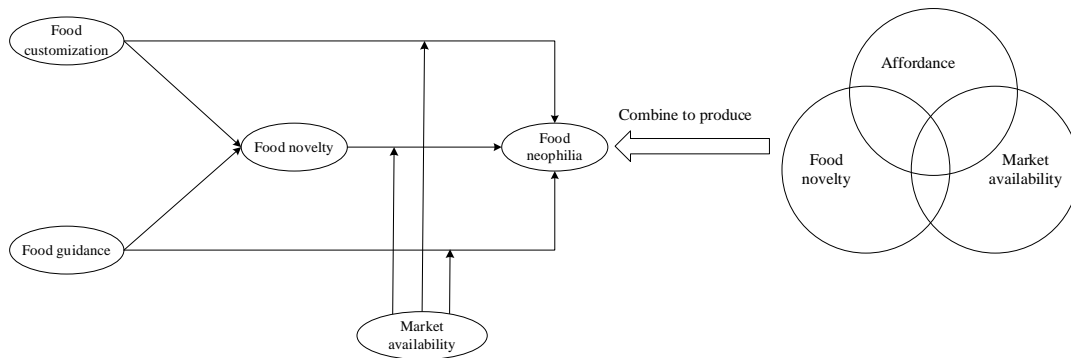 Food
customization
Food novelty
Food guidance
Market
availability
Food
neophilia
Combine to produce
Affordance
Food
novelty
Market
availability